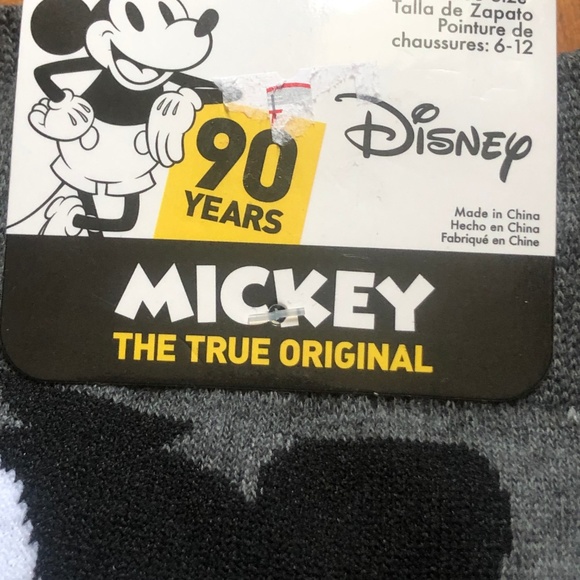 Talla de Zapato
Pointure de
chaussures: 6-12
90
YEARS
Disney
Made in China
Hecho en China
Fabriqué en Chine
MICKEY
THE TRUE ORIGINAL